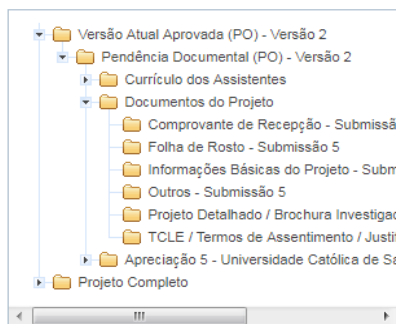 Versão Atual Aprovada (PO) - Versão 2
Pendência Documental (PO) - Versão 2
Currículo dos Assistentes
Documentos do Projeto
Comprovante de Recepção - Submissã
Folha de Rosto - Submissão 5
Informações Básicas do Projeto - Subm
Outros - Submissão 5
Projeto Detalhado / Brochura Investigad
TCLE / Termos de Assentimento / Justi
Apreciação 5 - Universidade Católica de Sa
Projeto Completo